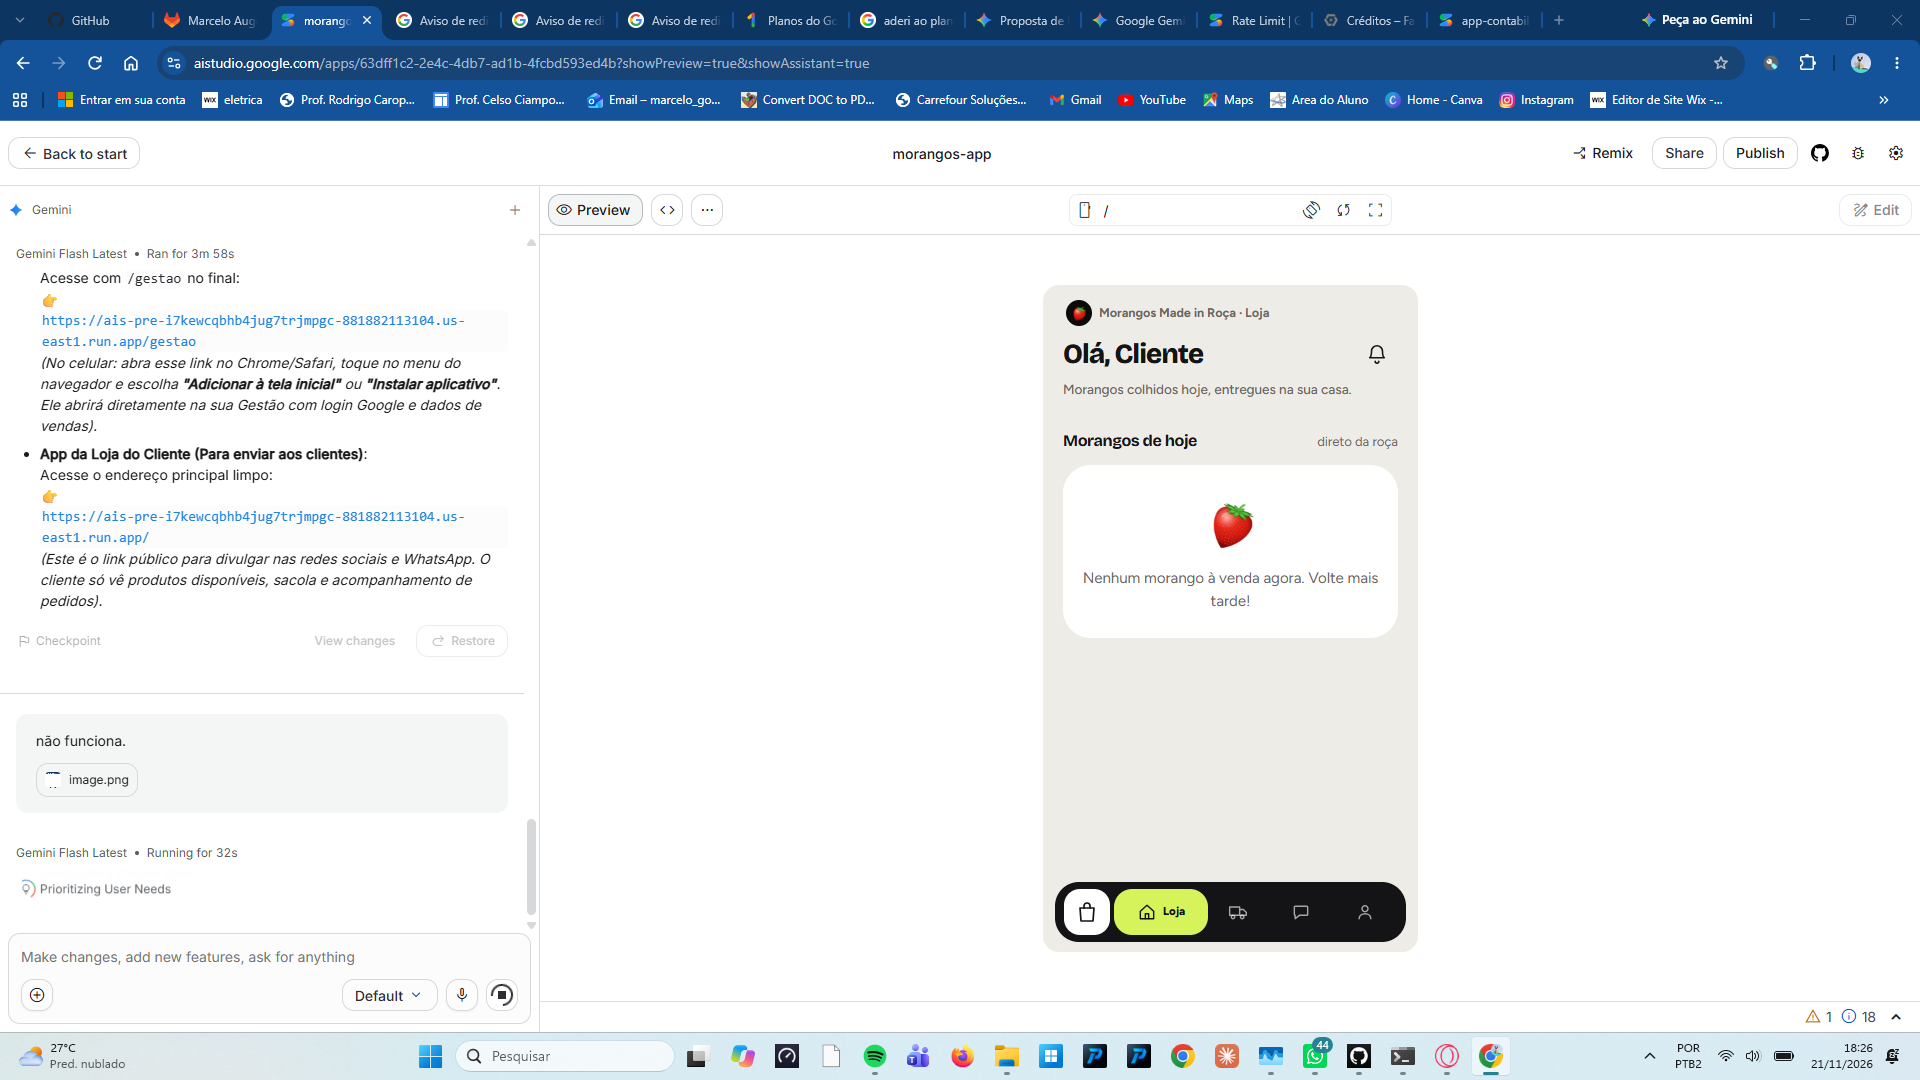 GitHub
Marcelo Aug
morango
Aviso de redi
Aviso de redi
Aviso de redi
Planos do Go
aderi ao plan
Proposta de
Google Gemi
Rate Limit | G
Créditos – Fa
app-contabil
Peça ao Gemini
aistudio.google.com/apps/63dff1c2-2e4c-4db7-ad1b-4fcbd593ed4b?showPreview=true&showAssistant=true
Entrar em sua conta
eletrica
Prof. Rodrigo Carop...
Prof. Celso Ciampo...
Email – marcelo_go...
Convert DOC to PD...
Carrefour Soluções...
Gmail
YouTube
Maps
Area do Aluno
Home - Canva
Instagram
Editor de Site Wix -...
Back to start
morangos-app
Remix
Share
Publish
Gemini
Preview
/
Edit
Gemini Flash Latest • Ran for 3m 58s
Acesse com /gestao no final:
👉
https://ais-pre-i7kewcqbhb4jug7trjmpgc-881882113104.us-
east1.run.app/gestao
(No celular: abra esse link no Chrome/Safari, toque no menu do
navegador e escolha "Adicionar à tela inicial" ou "Instalar aplicativo".
Ele abrirá diretamente na sua Gestão com login Google e dados de
vendas).
• App da Loja do Cliente (Para enviar aos clientes):
Acesse o endereço principal limpo:
👉
https://ais-pre-i7kewcqbhb4jug7trjmpgc-881882113104.us-
east1.run.app/
(Este é o link público para divulgar nas redes sociais e WhatsApp. O
cliente só vê produtos disponíveis, sacola e acompanhamento de
pedidos).
Checkpoint
View changes
Restore
não funciona.
image.png
Gemini Flash Latest • Running for 32s
Prioritizing User Needs
Make changes, add new features, ask for anything
Default
Morangos Made in Roça · Loja
Olá, Cliente
Morangos colhidos hoje, entregues na sua casa.
Morangos de hoje
direto da roça
Nenhum morango à venda agora. Volte mais
tarde!
Loja
1
18
27°C
Pred. nublado
Pesquisar
44
POR
PTB2
18:26
21/11/2026